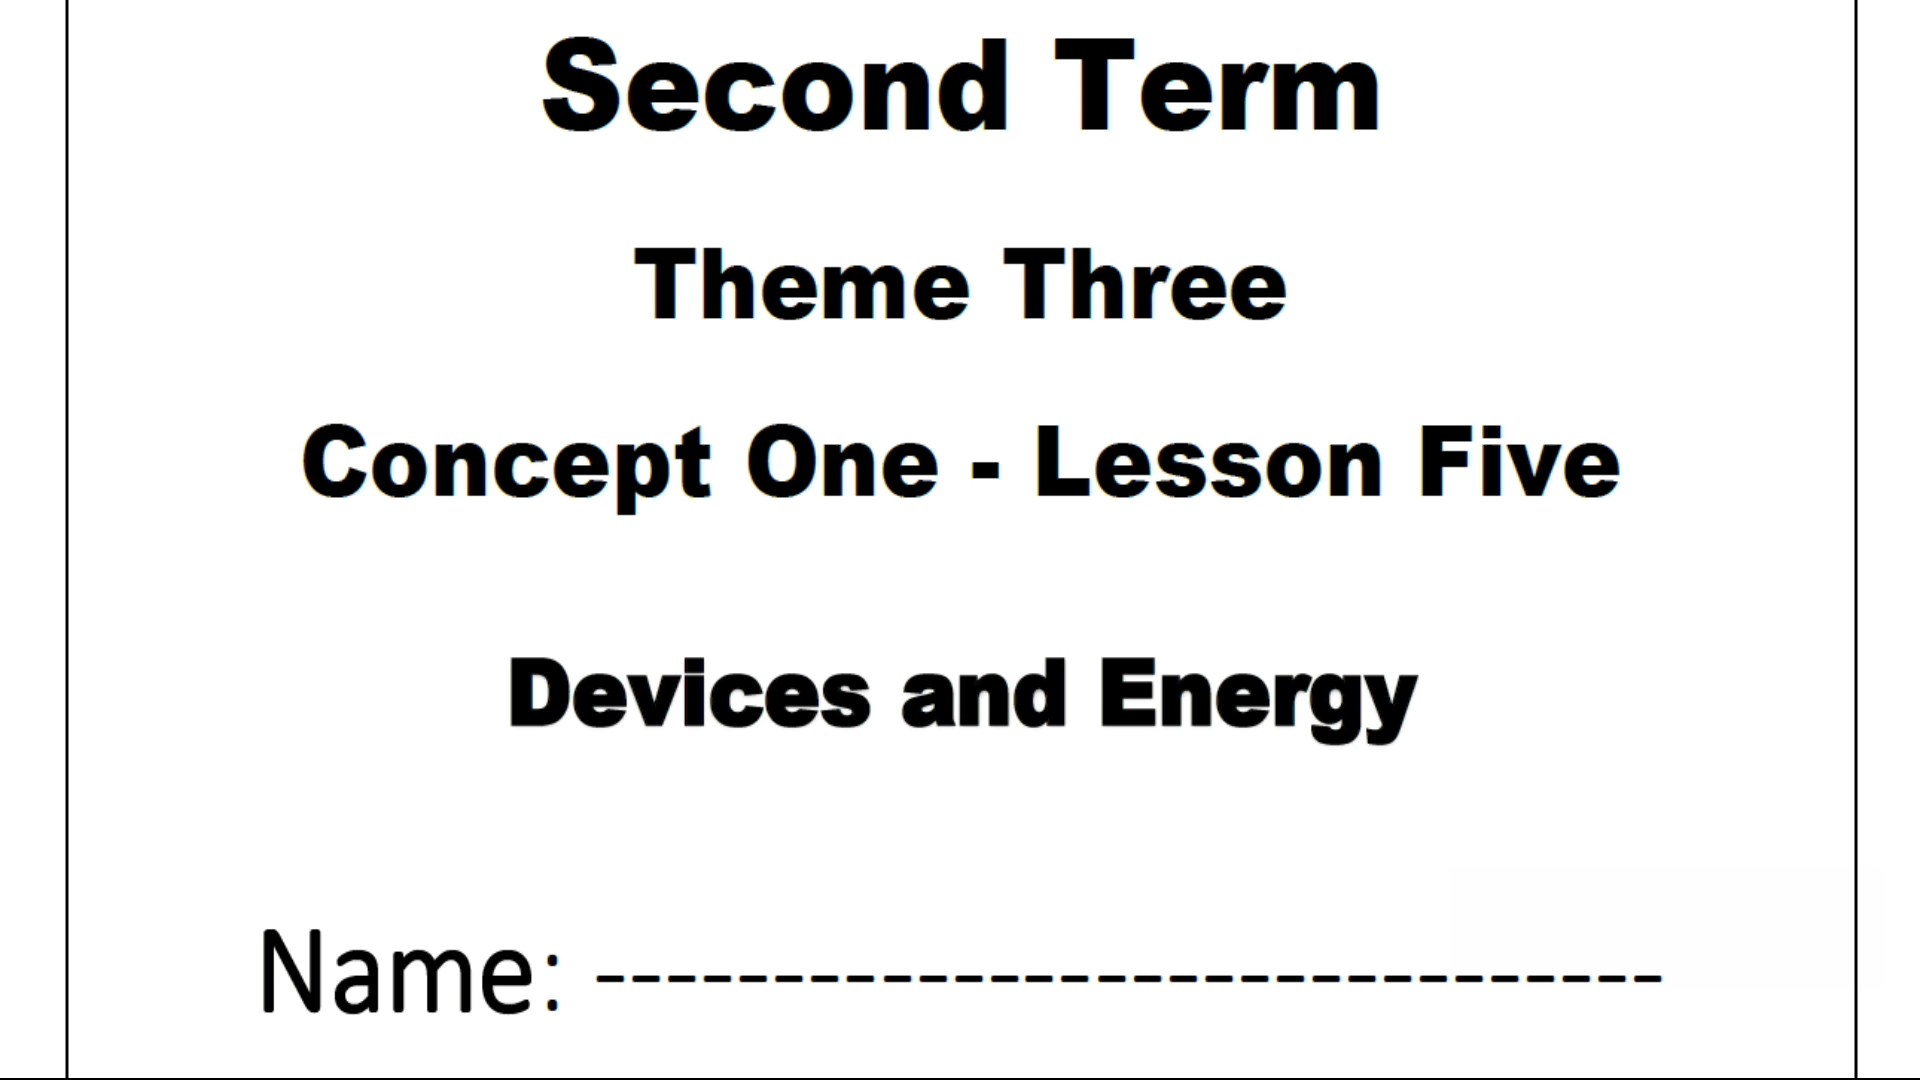 Second Term
Theme Three
Concept One - Lesson Five
Devices and Energy
Name: ------------------------------